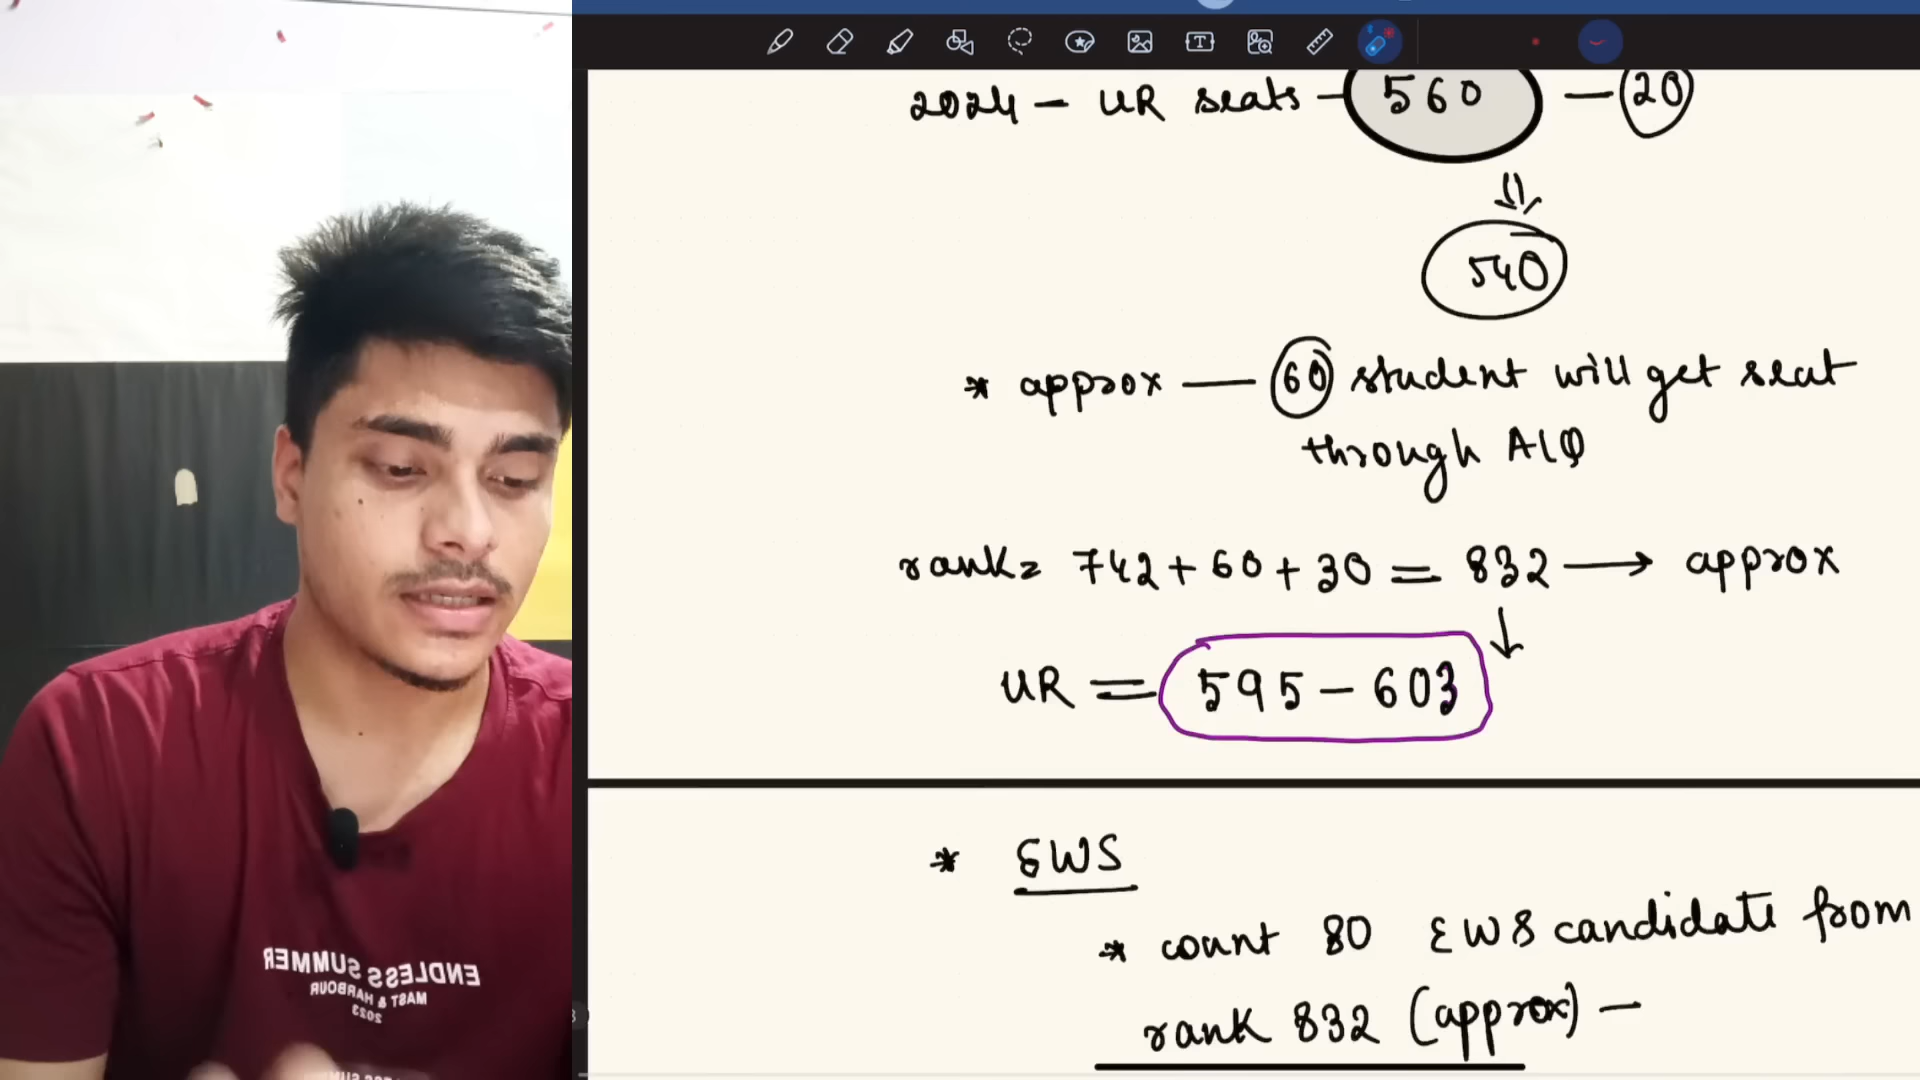 2024 – UR seats – 560 – 20
540
* approx — 60 student will get seat
through AIQ
rank = 742 + 60 + 30 = 832 → approx
UR = 595 – 603
* EWS
* count 80 EWS candidate from
rank 832 (approx) –
ENDLESS SUMMER
MAST & HARBOUR
2023